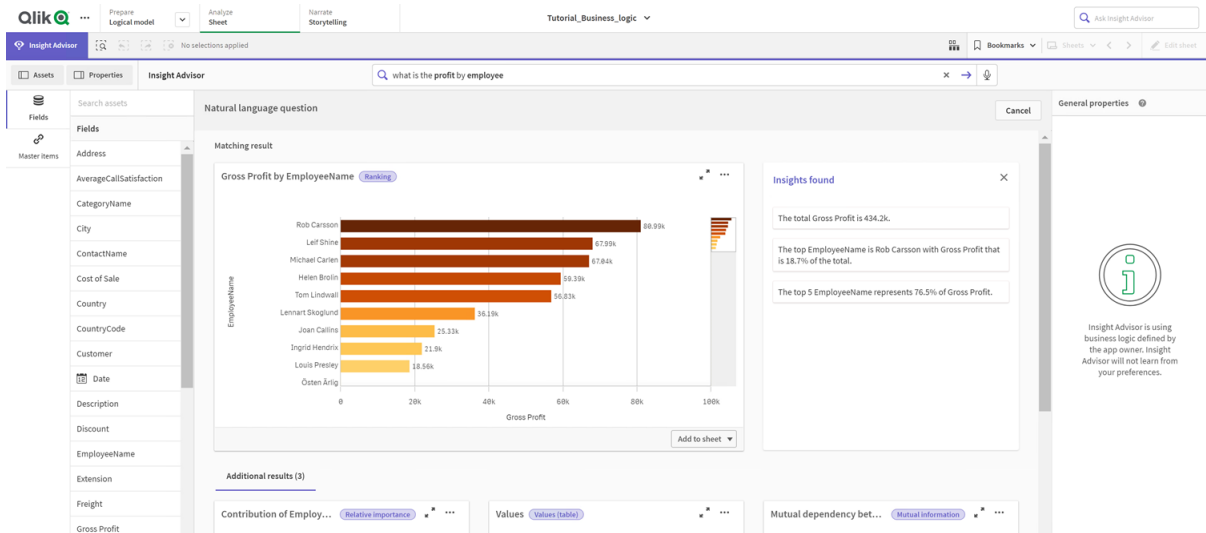 Qlik
Prepare
Logical model
Analyze
Sheet
Narrate
Storytelling
Tutorial_Business_logic
Ask Insight Advisor
Insight Advisor
No selections applied
Bookmarks
Sheets
Edit sheet
Assets
Properties
Insight Advisor
what is the profit by employee
Fields
Master items
Search assets
Fields
Address
AverageCallSatisfaction
CategoryName
City
ContactName
Cost of Sale
Country
CountryCode
Customer
12 Date
Description
Discount
EmployeeName
Extension
Freight
Gross Profit
Natural language question
Cancel
Matching result
Gross Profit by EmployeeName Ranking
EmployeeName
Rob Carsson 80.99k
Leif Shine 67.99k
Michael Carlen 67.04k
Helen Brolin 59.39k
Tom Lindwall 56.83k
Lennart Skoglund 36.19k
Joan Callins 25.33k
Ingrid Hendrix 21.9k
Louis Presley 18.56k
Östen Ärlig
0 20k 40k 60k 80k 100k
Gross Profit
Add to sheet
Insights found
The total Gross Profit is 434.2k.
The top EmployeeName is Rob Carsson with Gross Profit that
is 18.7% of the total.
The top 5 EmployeeName represents 76.5% of Gross Profit.
Additional results (3)
Contribution of Employ... Relative importance
Values Values (table)
Mutual dependency bet... Mutual information
General properties
Insight Advisor is using
business logic defined by
the app owner. Insight
Advisor will not learn from
your preferences.